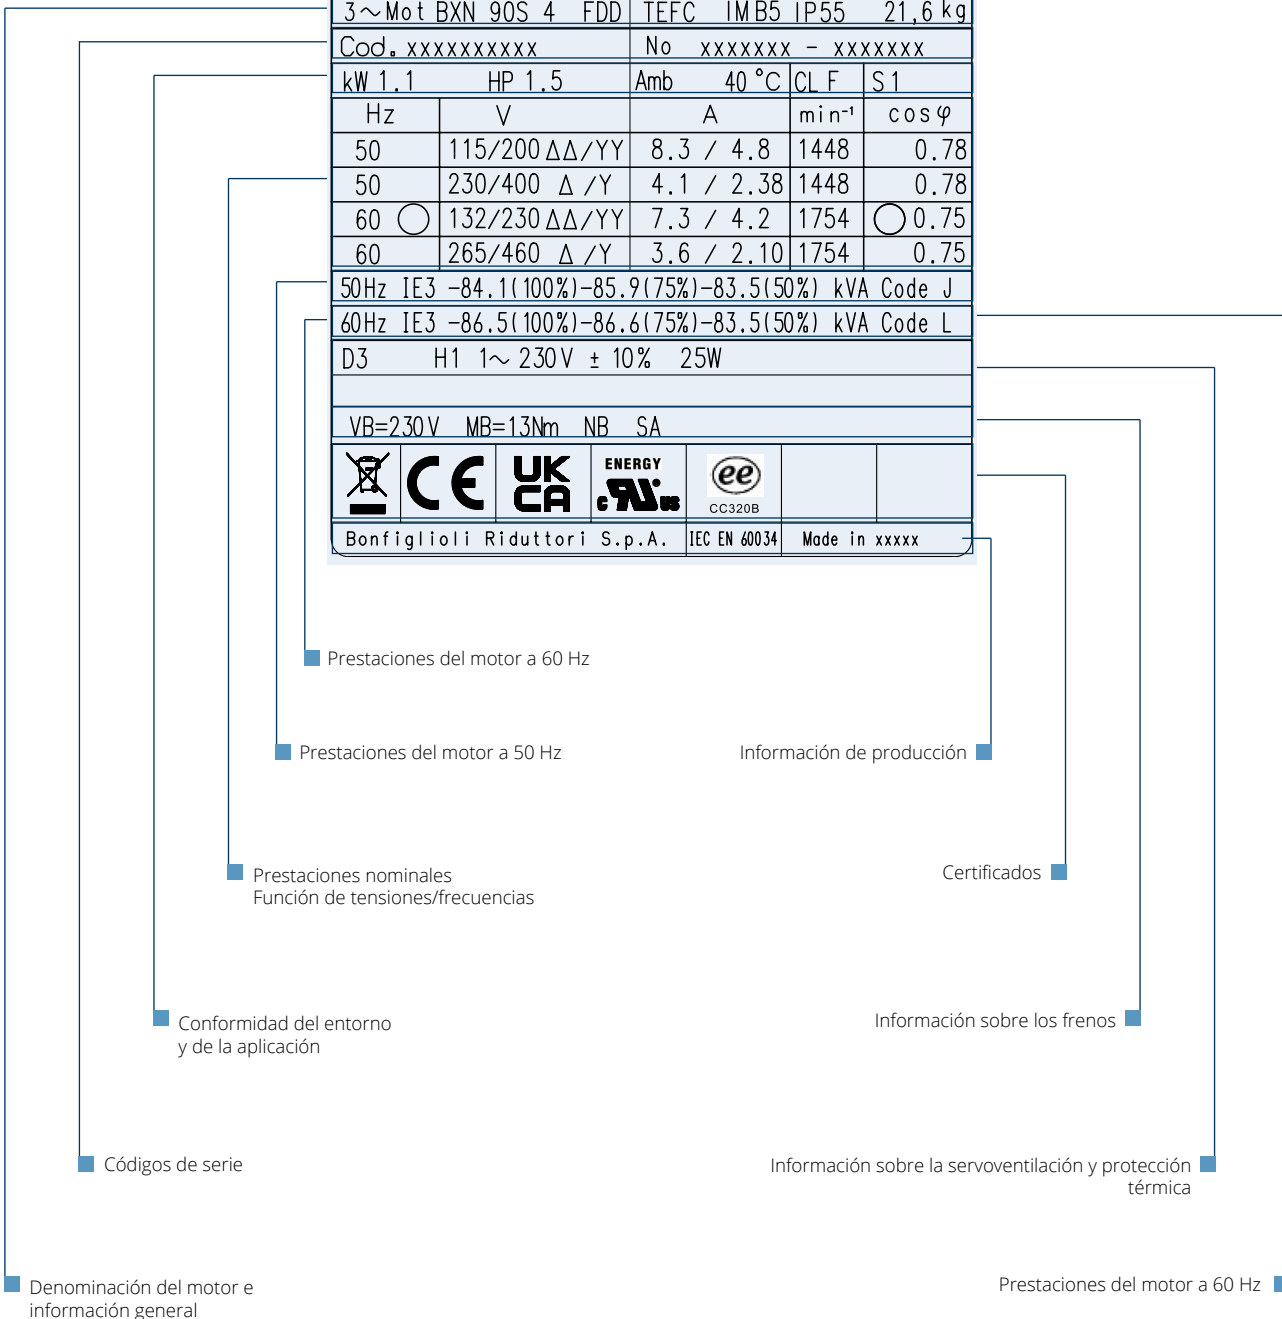 3~Mot BXN 90S 4 FDD TEFC IM B5 IP55 21,6 kg
Cod. xxxxxxxxxx No xxxxxxx - xxxxxxx
kW 1.1 HP 1.5 Amb 40 °C CL F S1
Hz V A min⁻¹ cosφ
50 115/200 ΔΔ/YY 8.3 / 4.8 1448 0.78
50 230/400 Δ /Y 4.1 / 2.38 1448 0.78
60 132/230 ΔΔ/YY 7.3 / 4.2 1754 0.75
60 265/460 Δ /Y 3.6 / 2.10 1754 0.75
50Hz IE3 -84.1(100%)-85.9(75%)-83.5(50%) kVA Code J
60Hz IE3 -86.5(100%)-86.6(75%)-83.5(50%) kVA Code L
D3 H1 1~ 230V ± 10% 25W
VB=230V MB=13Nm NB SA
CE UK CA ENERGY c RU us ee CC320B
Bonfiglioli Riduttori S.p.A. IEC EN 60034 Made in xxxxx
Prestaciones del motor a 60 Hz
Prestaciones del motor a 50 Hz
Información de producción
Prestaciones nominales
Función de tensiones/frecuencias
Certificados
Conformidad del entorno
y de la aplicación
Información sobre los frenos
Códigos de serie
Información sobre la servoventilación y protección
térmica
Denominación del motor e
información general
Prestaciones del motor a 60 Hz